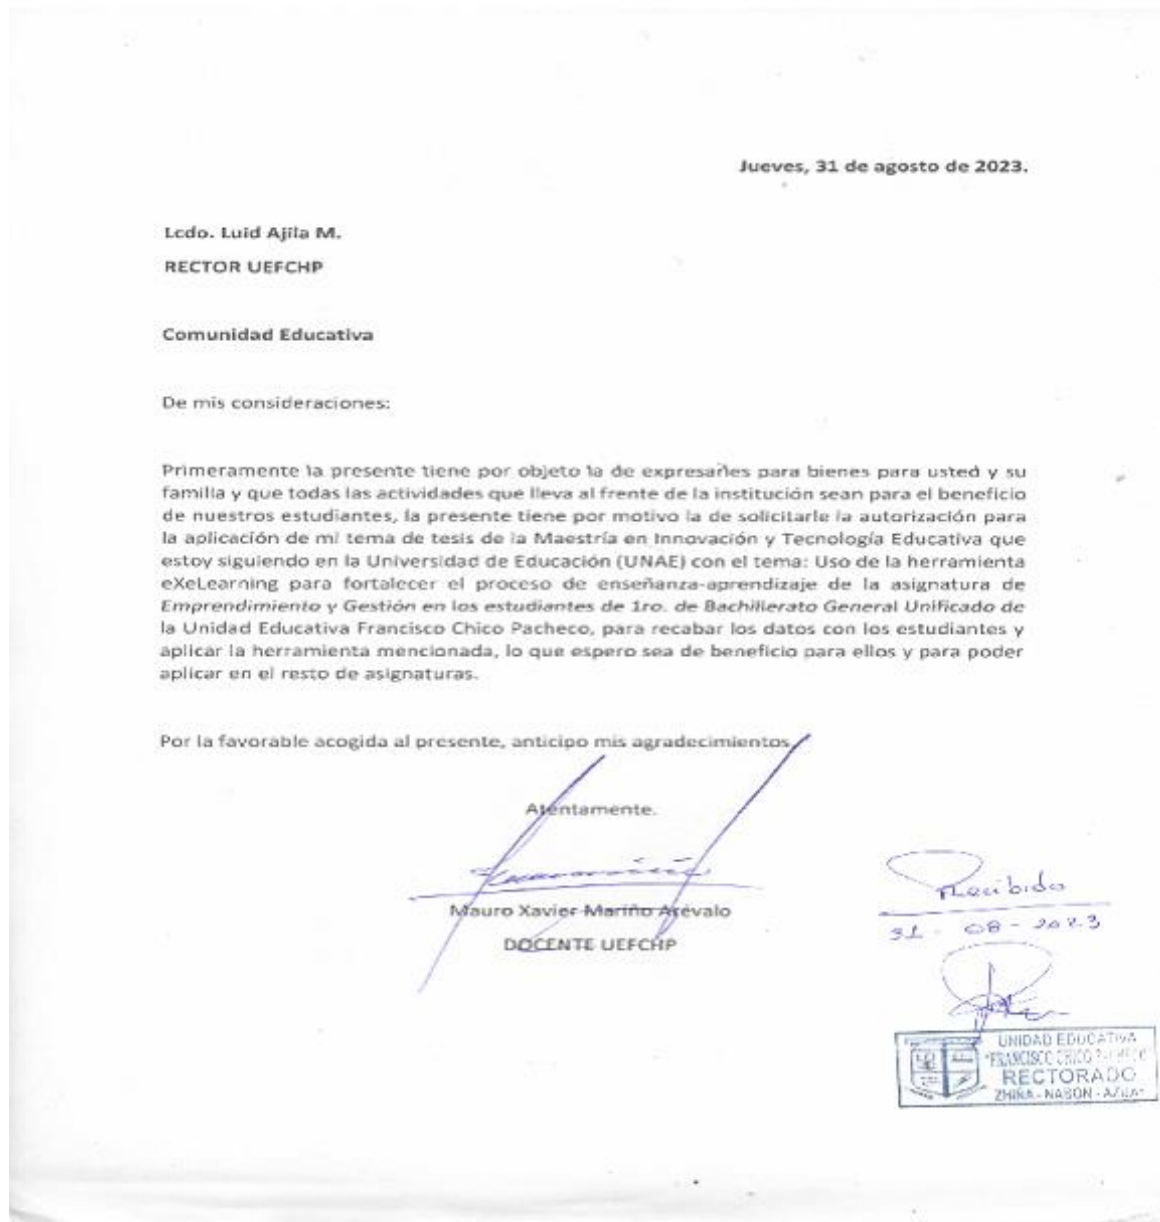 Jueves, 31 de agosto de 2023.
Lcdo. Luid Ajila M.
RECTOR UEFCHP
Comunidad Educativa
De mis consideraciones:
Primeramente la presente tiene por objeto la de expresarles para bienes para usted y su
familia y que todas las actividades que lleva al frente de la institución sean para el beneficio
de nuestros estudiantes, la presente tiene por motivo la de solicitarle la autorización para
la aplicación de mi tema de tesis de la Maestría en Innovación y Tecnología Educativa que
estoy siguiendo en la Universidad de Educación (UNAE) con el tema: Uso de la herramienta
eXeLearning para fortalecer el proceso de enseñanza-aprendizaje de la asignatura de
Emprendimiento y Gestión en los estudiantes de 1ro. de Bachillerato General Unificado de
la Unidad Educativa Francisco Chico Pacheco, para recabar los datos con los estudiantes y
aplicar la herramienta mencionada, lo que espero sea de beneficio para ellos y para poder
aplicar en el resto de asignaturas.
Por la favorable acogida al presente, anticipo mis agradecimientos
Atentamente.
Mauro Xavier Mariño Arévalo
DOCENTE UEFCHP
Recibido
31 - 08 - 2023
UNIDAD EDUCATIVA
"FRANCISCO CHICO PACHECO"
RECTORADO
ZHIÑA - NABÓN - AZUAY